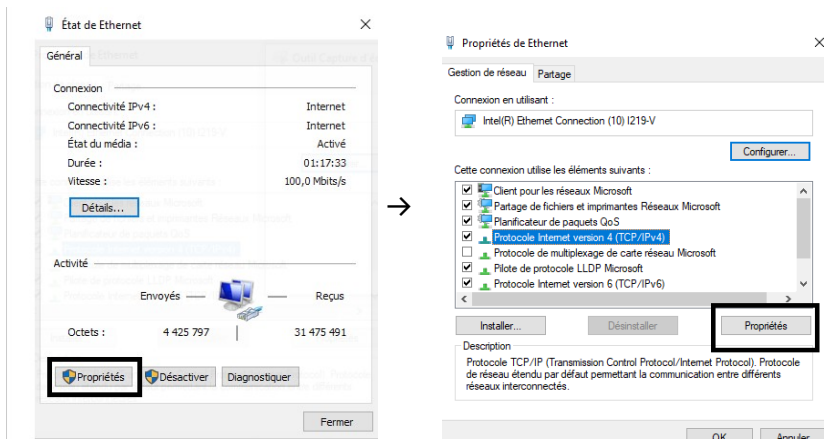 État de Ethernet
Général
Connexion
Connectivité IPv4 : Internet
Connectivité IPv6 : Internet
État du média : Activé
Durée : 01:17:33
Vitesse : 100,0 Mbits/s
Détails...
Activité
Envoyés Reçus
Octets : 4 425 797 31 475 491
Propriétés Désactiver Diagnostiquer
Fermer
→
Propriétés de Ethernet
Gestion de réseau Partage
Connexion en utilisant :
Intel(R) Ethernet Connection (10) I219-V
Configurer...
Cette connexion utilise les éléments suivants :
Client pour les réseaux Microsoft
Partage de fichiers et imprimantes Réseaux Microsoft
Planificateur de paquets QoS
Protocole Internet version 4 (TCP/IPv4)
Protocole de multiplexage de carte réseau Microsoft
Pilote de protocole LLDP Microsoft
Protocole Internet version 6 (TCP/IPv6)
Installer... Désinstaller Propriétés
Description
Protocole TCP/IP (Transmission Control Protocol/Internet Protocol). Protocole
de réseau étendu par défaut permettant la communication entre différents
réseaux interconnectés.
OK Annuler